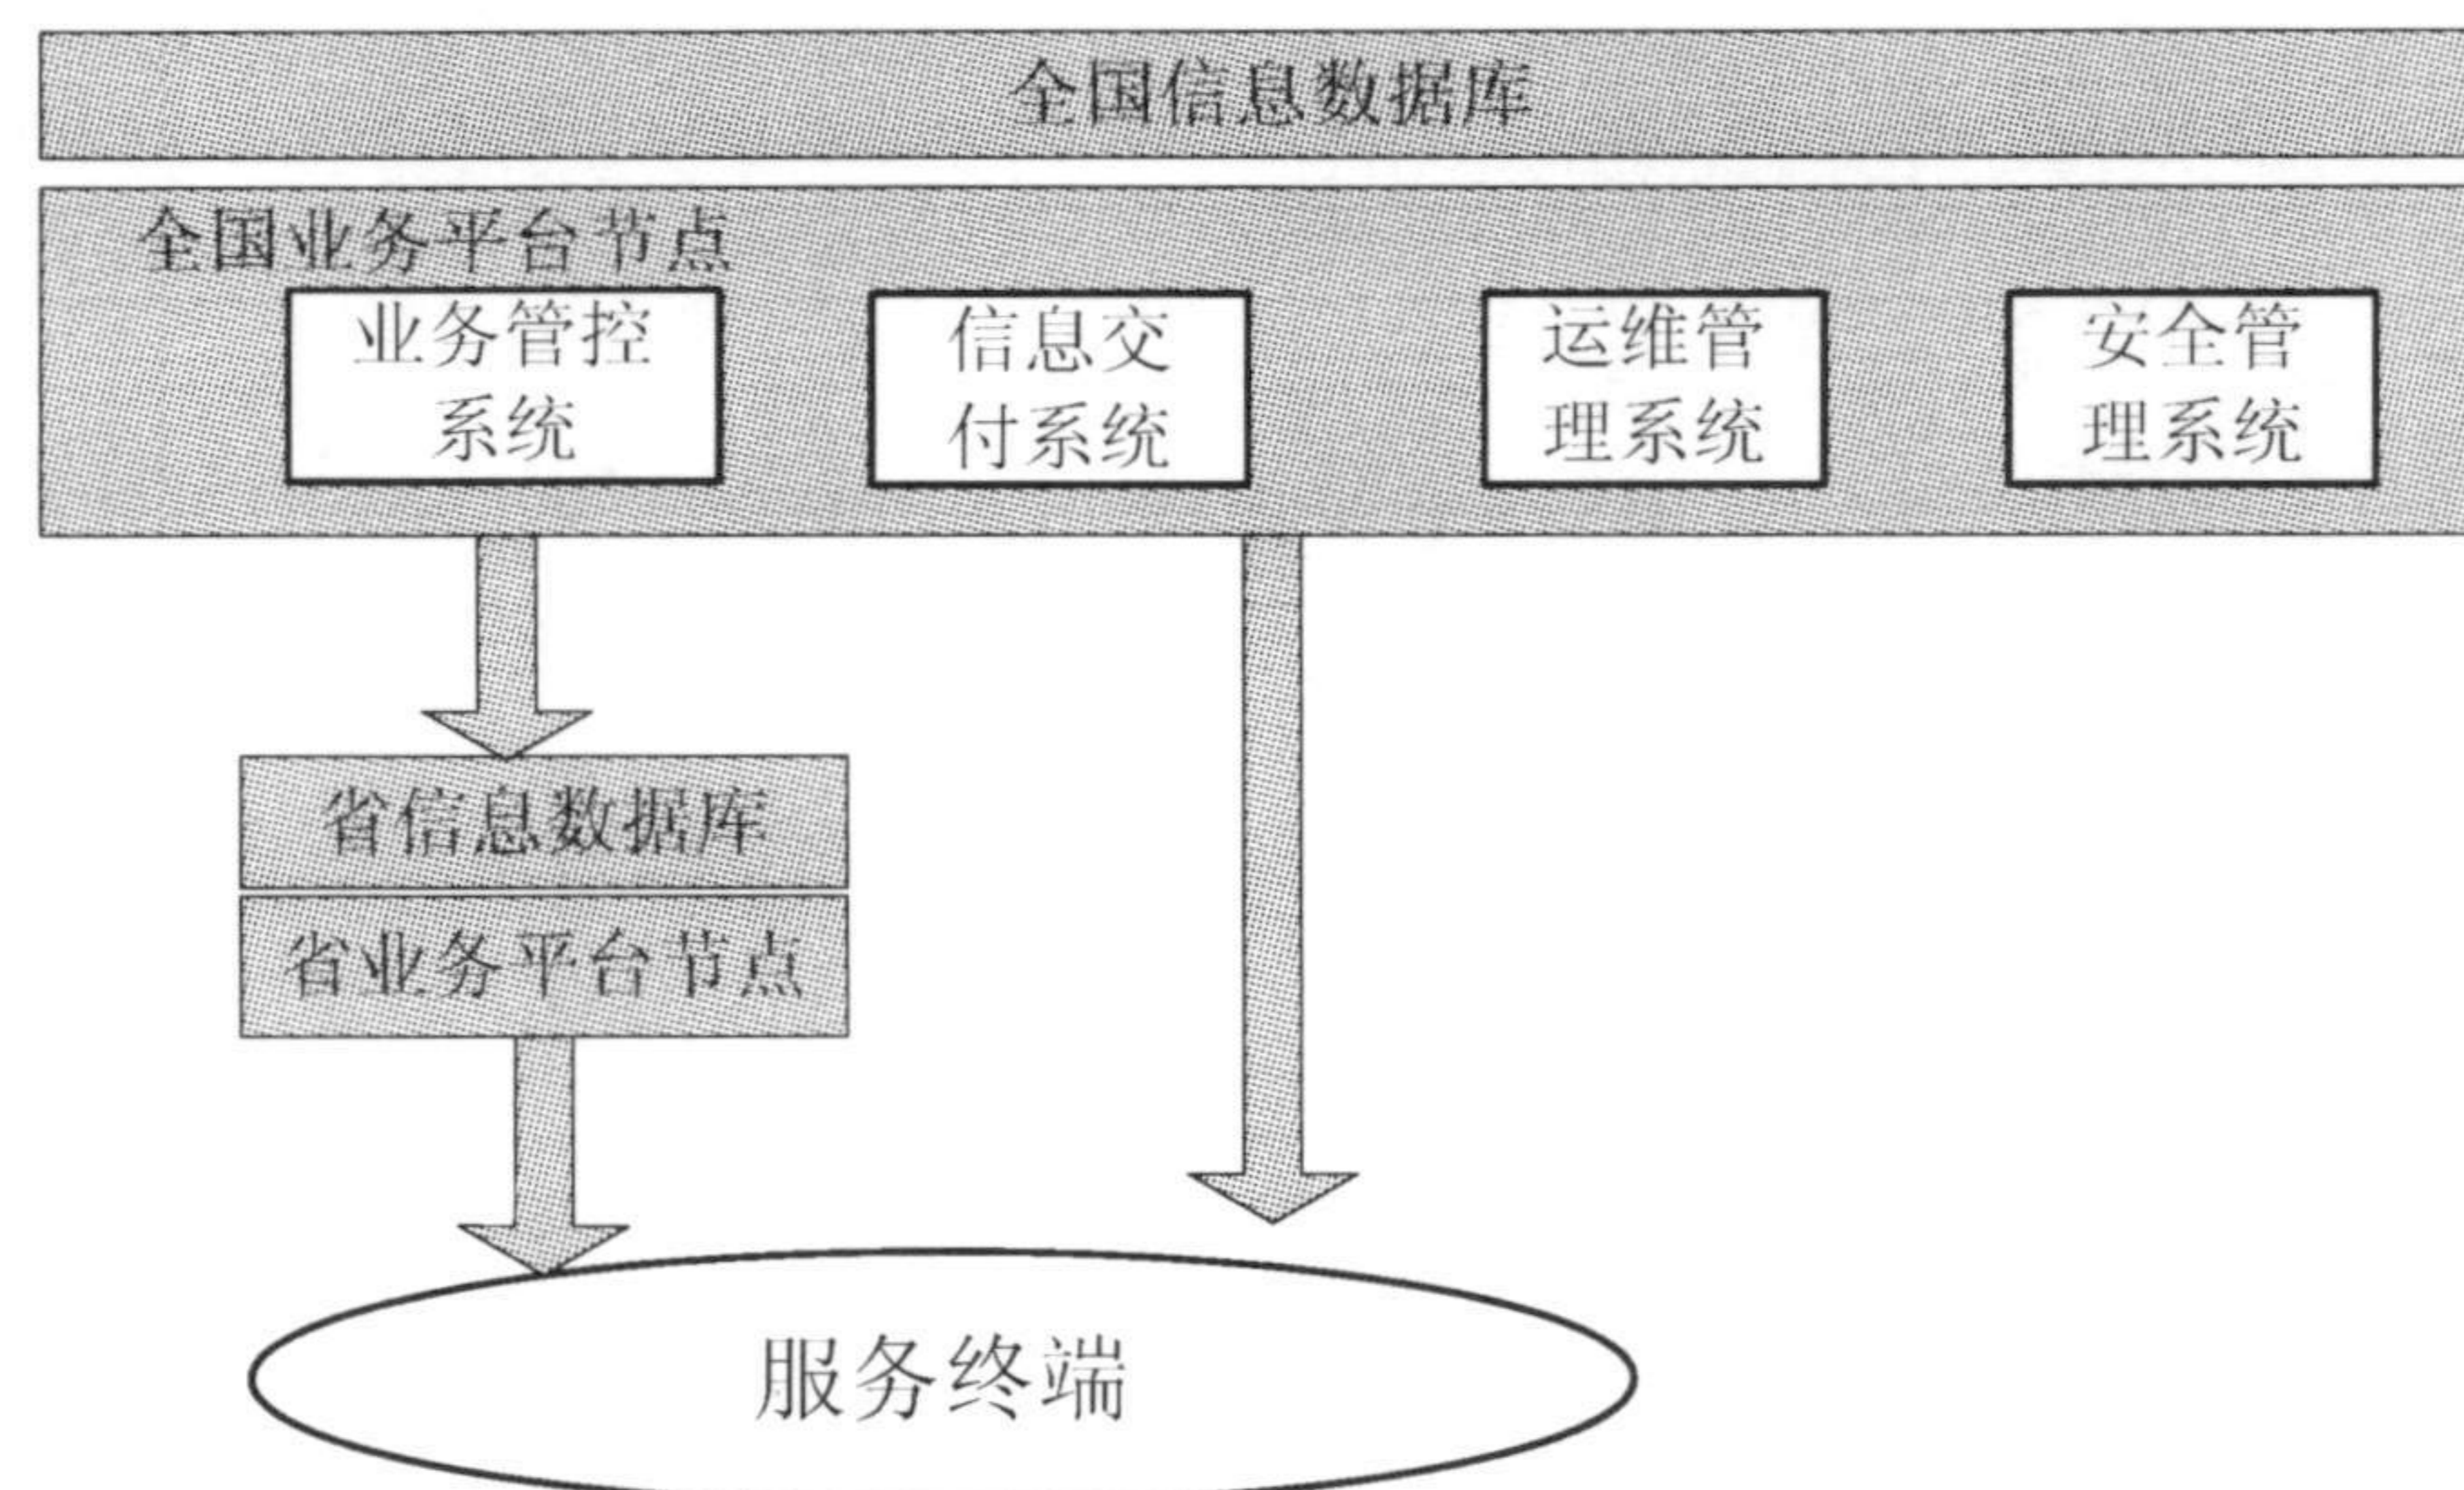 全国信息数据库
全国业务平台节点
业务管控
系统
信息交
付系统
运维管
理系统
安全管
理系统
省信息数据库
省业务平台节点
服务终端